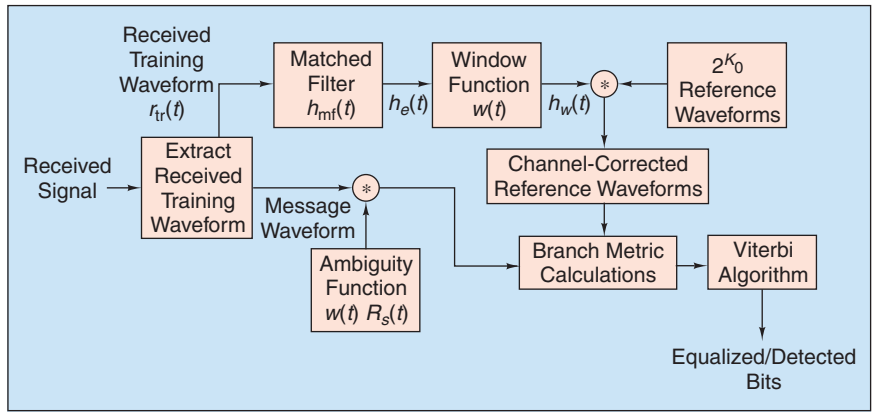 Received
Training
Waveform
r_tr(t)
Matched
Filter
h_mf(t)
h_e(t)
Window
Function
w(t)
h_w(t)
*
2^K_0
Reference
Waveforms
Received
Signal
Extract
Received
Training
Waveform
Message
Waveform
*
Channel-Corrected
Reference Waveforms
Ambiguity
Function
w(t) R_s(t)
Branch Metric
Calculations
Viterbi
Algorithm
Equalized/Detected
Bits